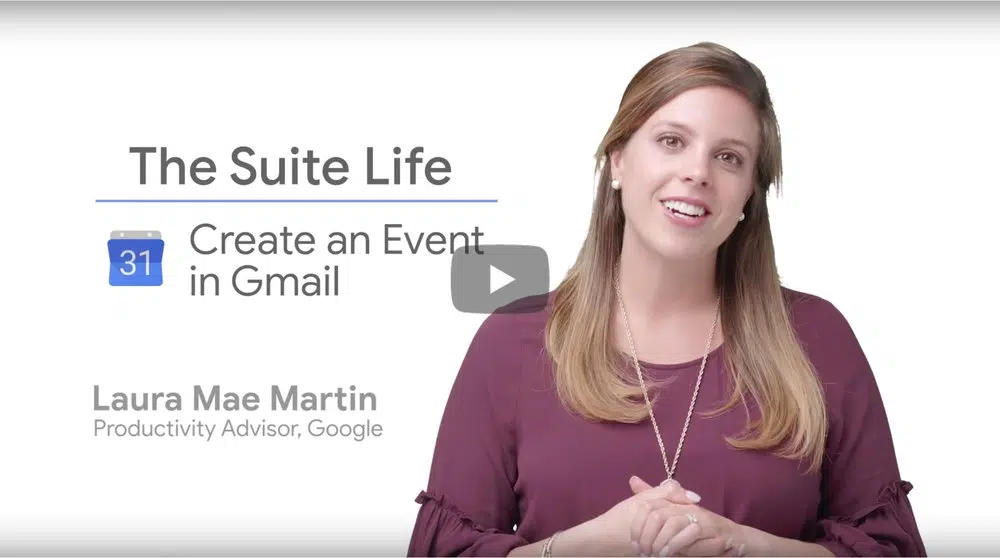 The Suite Life
31
Create an Event
in Gmail
Laura Mae Martin
Productivity Advisor, Google